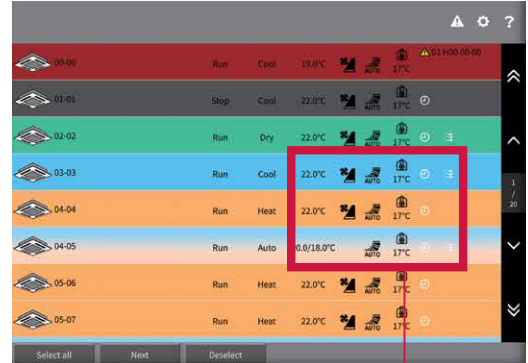 ?
00-00 Run Cool 19.0°C 17°C 01 H00 00-00
01-01 Stop Cool 22.0°C AUTO 17°C
02-02 Run Dry 22.0°C AUTO 17°C
03-03 Run Cool 22.0°C AUTO 17°C
04-04 Run Heat 22.0°C AUTO 17°C
04-05 Run Auto 20.0/18.0°C AUTO 17°C
05-06 Run Heat 22.0°C AUTO 17°C
05-07 Run Heat 22.0°C AUTO 17°C
1
/
20
Select all Next Deselect